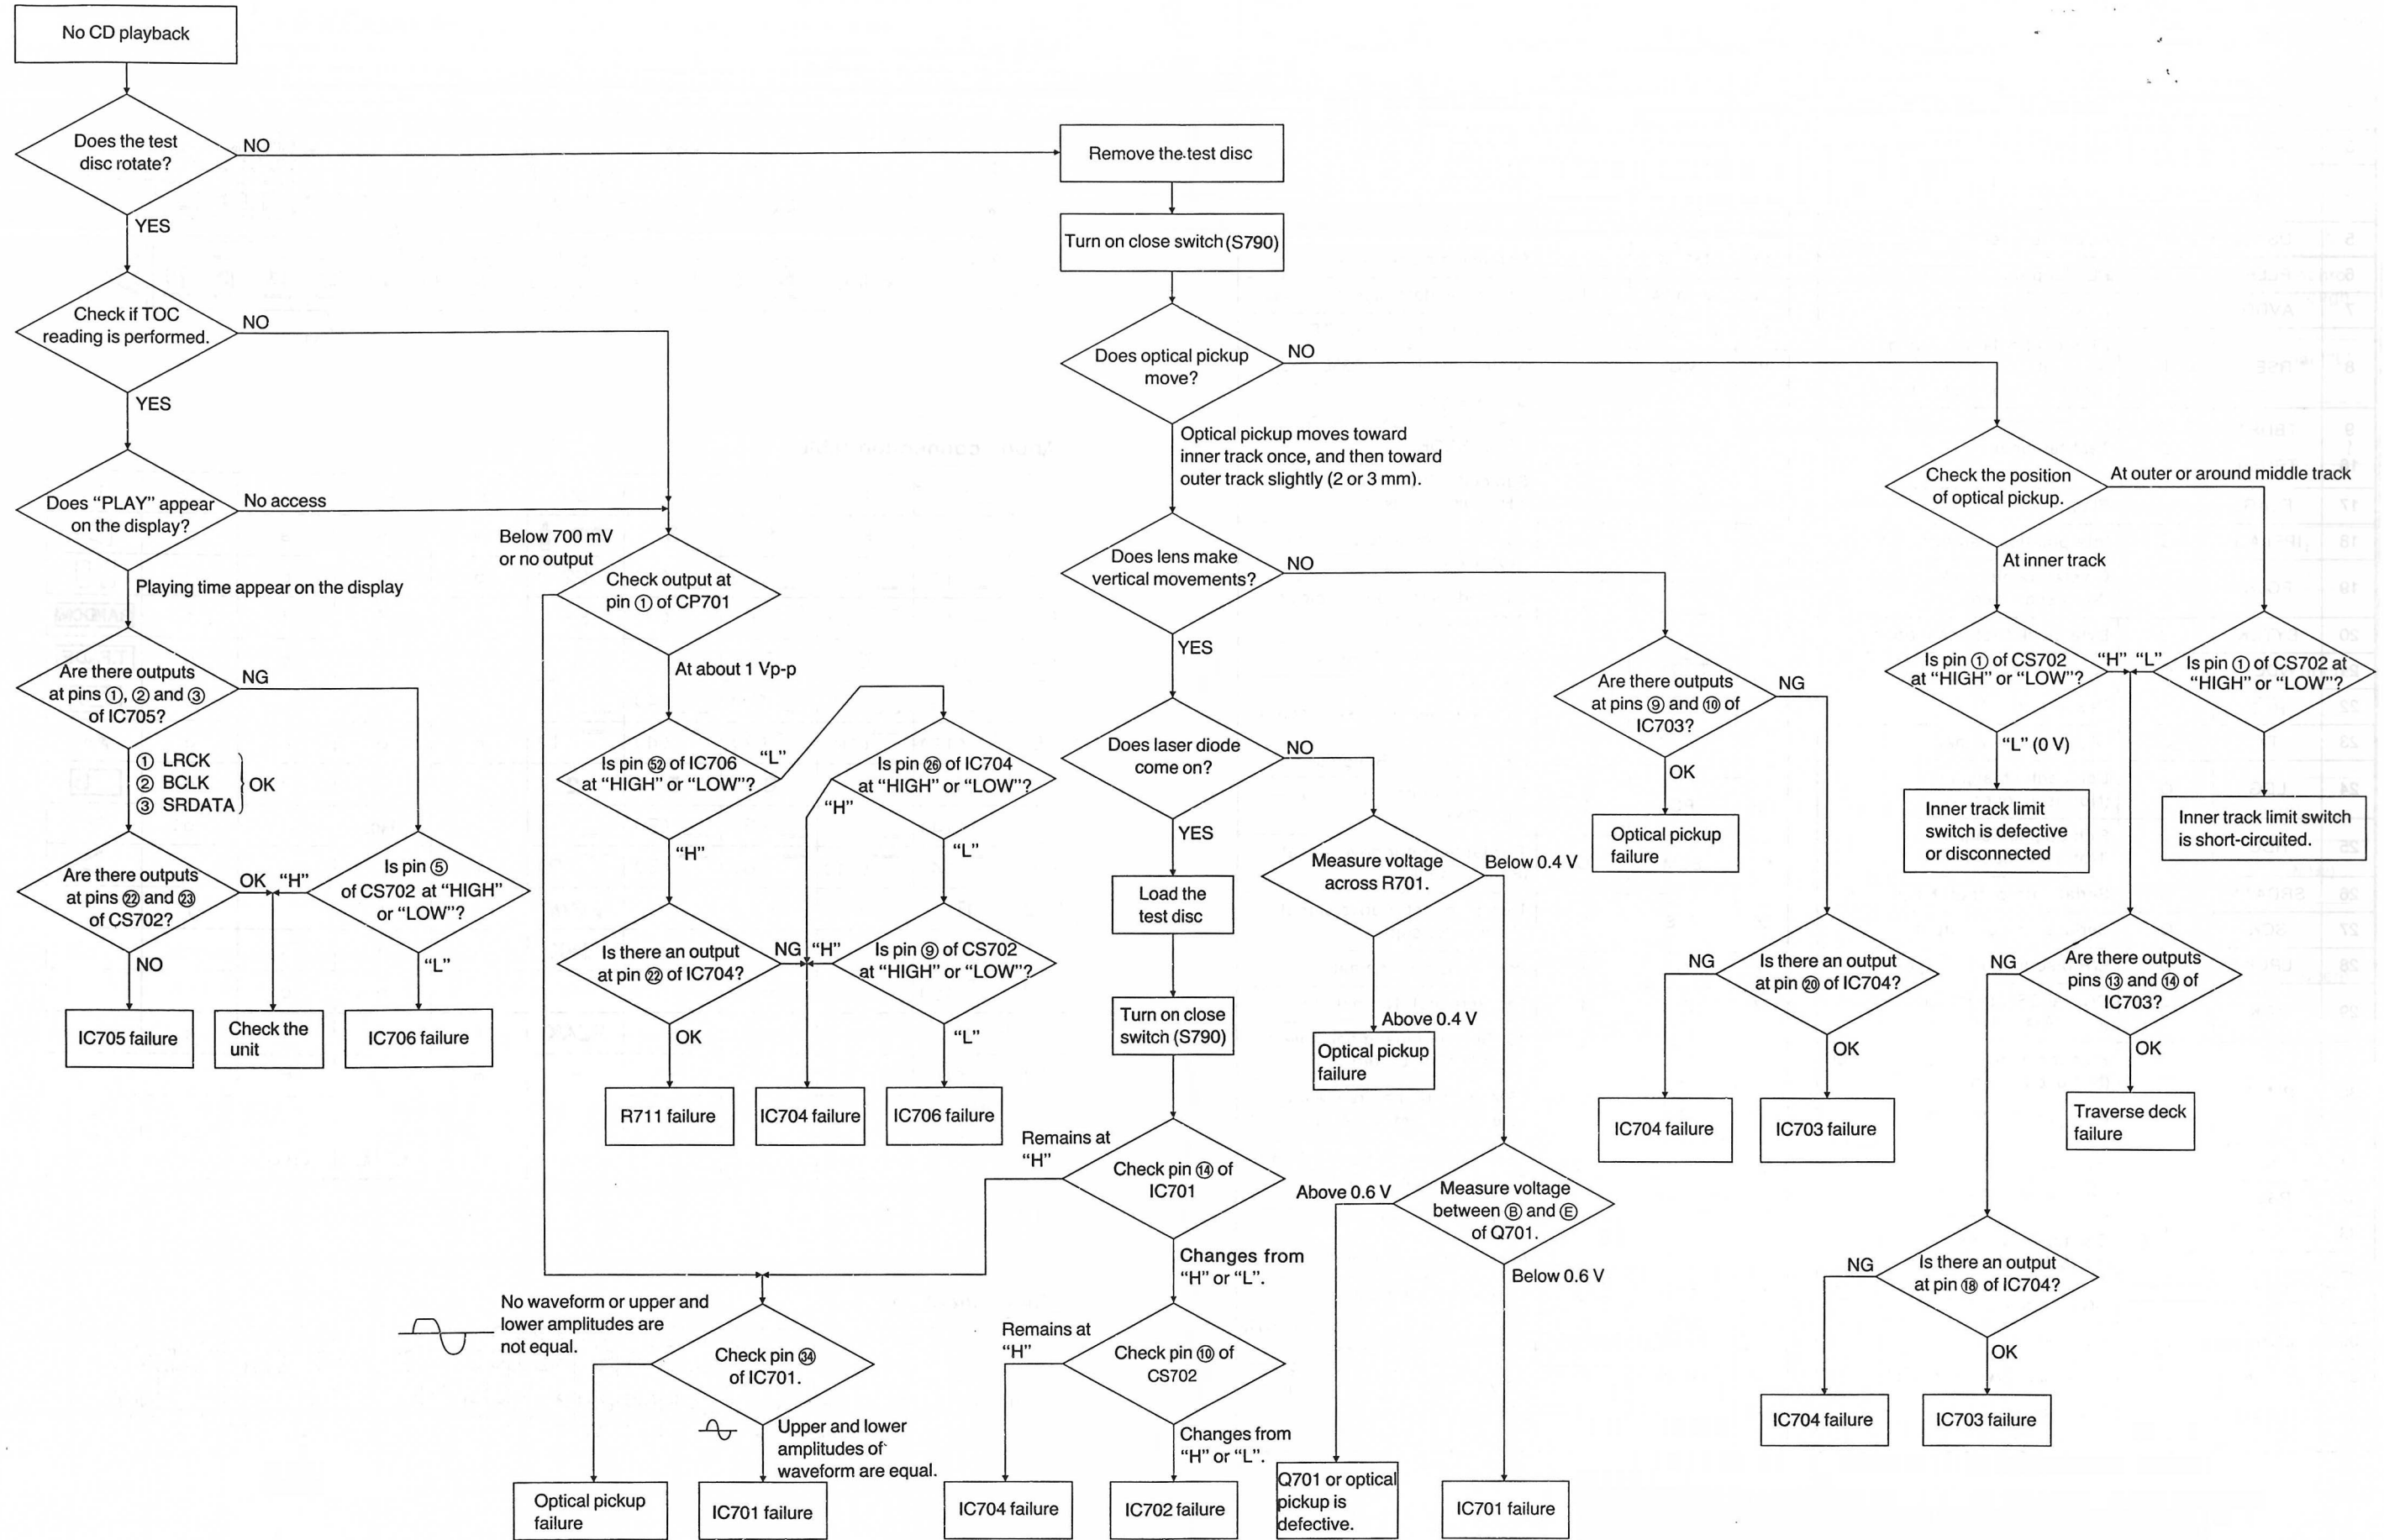 No CD playback
Does the test
disc rotate?
NO
YES
Remove the test disc
Turn on close switch (S790)
Check if TOC
reading is performed.
NO
YES
Does optical pickup
move?
NO
Optical pickup moves toward
inner track once, and then toward
outer track slightly (2 or 3 mm).
Does "PLAY" appear
on the display?
No access
Playing time appear on the display
Check the position
of optical pickup.
At outer or around middle track
At inner track
Below 700 mV
or no output
Check output at
pin ① of CP701
At about 1 Vp-p
Does lens make
vertical movements?
NO
YES
Are there outputs
at pins ①, ② and ③
of IC705?
NG
① LRCK
② BCLK
③ SRDATA
OK
Is pin ㊾ of IC706
at "HIGH" or "LOW"?
"L"
"H"
Is pin ㉖ of IC704
at "HIGH" or "LOW"?
"H"
"L"
Does laser diode
come on?
NO
YES
Are there outputs
at pins ⑨ and ⑩ of
IC703?
NG
OK
Is pin ① of CS702
at "HIGH" or "LOW"?
"H" "L"
"L" (0 V)
Is pin ① of CS702 at
"HIGH" or "LOW"?
Inner track limit
switch is defective
or disconnected
Inner track limit switch
is short-circuited.
Optical pickup
failure
Are there outputs
at pins ㉒ and ㉓
of CS702?
OK "H"
NO
Is pin ⑤
of CS702 at "HIGH"
or "LOW"?
"L"
IC705 failure
Check the
unit
IC706 failure
Is there an output
at pin ㉒ of IC704?
NG "H"
OK
Is pin ⑨ of CS702
at "HIGH" or "LOW"?
"L"
R711 failure
IC704 failure
IC706 failure
Load the
test disc
Turn on close
switch (S790)
Measure voltage
across R701.
Below 0.4 V
Above 0.4 V
Optical pickup
failure
Is there an output
at pin ⑳ of IC704?
NG
OK
IC704 failure
IC703 failure
Are there outputs
pins ⑬ and ⑭ of
IC703?
NG
OK
Traverse deck
failure
Remains at
"H"
Check pin ⑭ of
IC701
Changes from
"H" or "L".
Measure voltage
between Ⓑ and Ⓔ
of Q701.
Above 0.6 V
Below 0.6 V
Is there an output
at pin ⑱ of IC704?
NG
OK
IC704 failure
IC703 failure
No waveform or upper and
lower amplitudes are
not equal.
Check pin ㉞
of IC701.
Upper and lower
amplitudes of
waveform are equal.
Remains at
"H"
Check pin ⑩ of
CS702
Changes from
"H" or "L".
Optical pickup
failure
IC701 failure
IC704 failure
IC702 failure
Q701 or optical
pickup is
defective.
IC701 failure